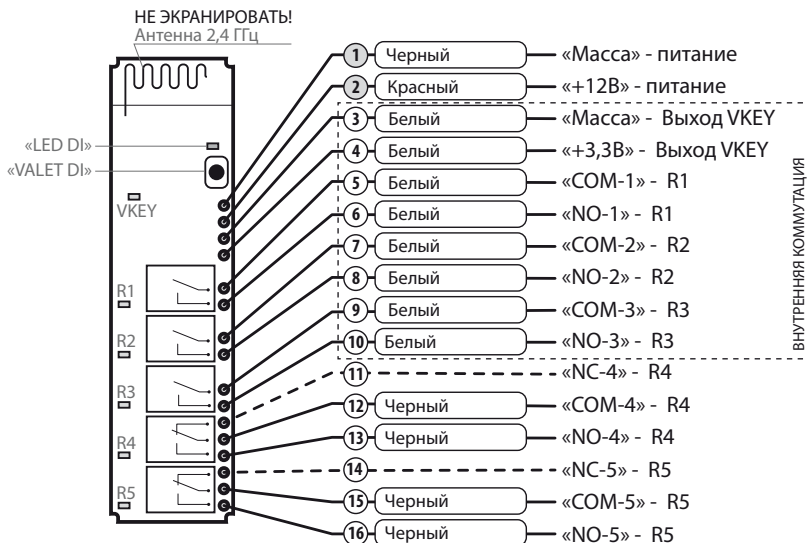 НЕ ЭКРАНИРОВАТЬ!
Антенна 2,4 ГГц
«LED DI»
«VALET DI»
VKEY
R1
R2
R3
R4
R5
1 Черный «Масса» - питание
2 Красный «+12В» - питание
3 Белый «Масса» - Выход VKEY
4 Белый «+3,3В» - Выход VKEY
5 Белый «COM-1» - R1
6 Белый «NO-1» - R1
7 Белый «COM-2» - R2
8 Белый «NO-2» - R2
9 Белый «COM-3» - R3
10 Белый «NO-3» - R3
11 «NC-4» - R4
12 Черный «COM-4» - R4
13 Черный «NO-4» - R4
14 «NC-5» - R5
15 Черный «COM-5» - R5
16 Черный «NO-5» - R5
ВНУТРЕННЯЯ КОММУТАЦИЯ